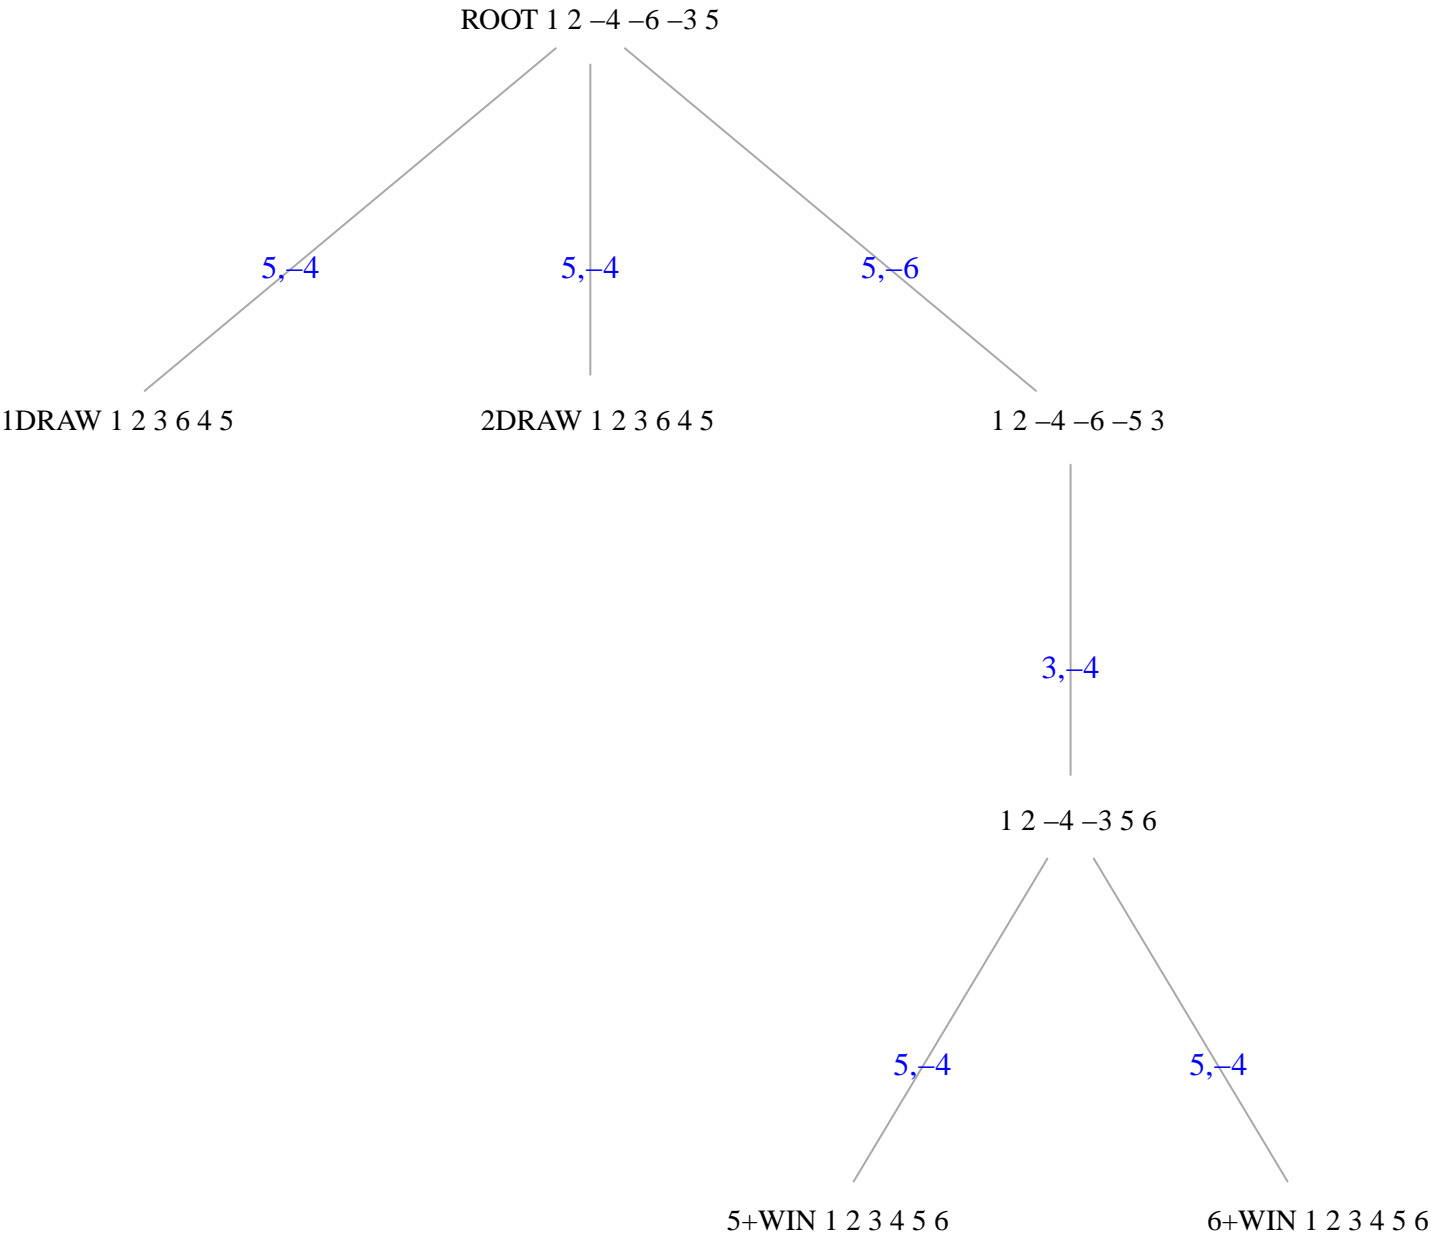 ROOT 1 2 –4 –6 –3 5
5,–4
5,–4
5,–6
1DRAW 1 2 3 6 4 5
2DRAW 1 2 3 6 4 5
1 2 –4 –6 –5 3
3,–4
1 2 –4 –3 5 6
5,–4
5,–4
5+WIN 1 2 3 4 5 6
6+WIN 1 2 3 4 5 6